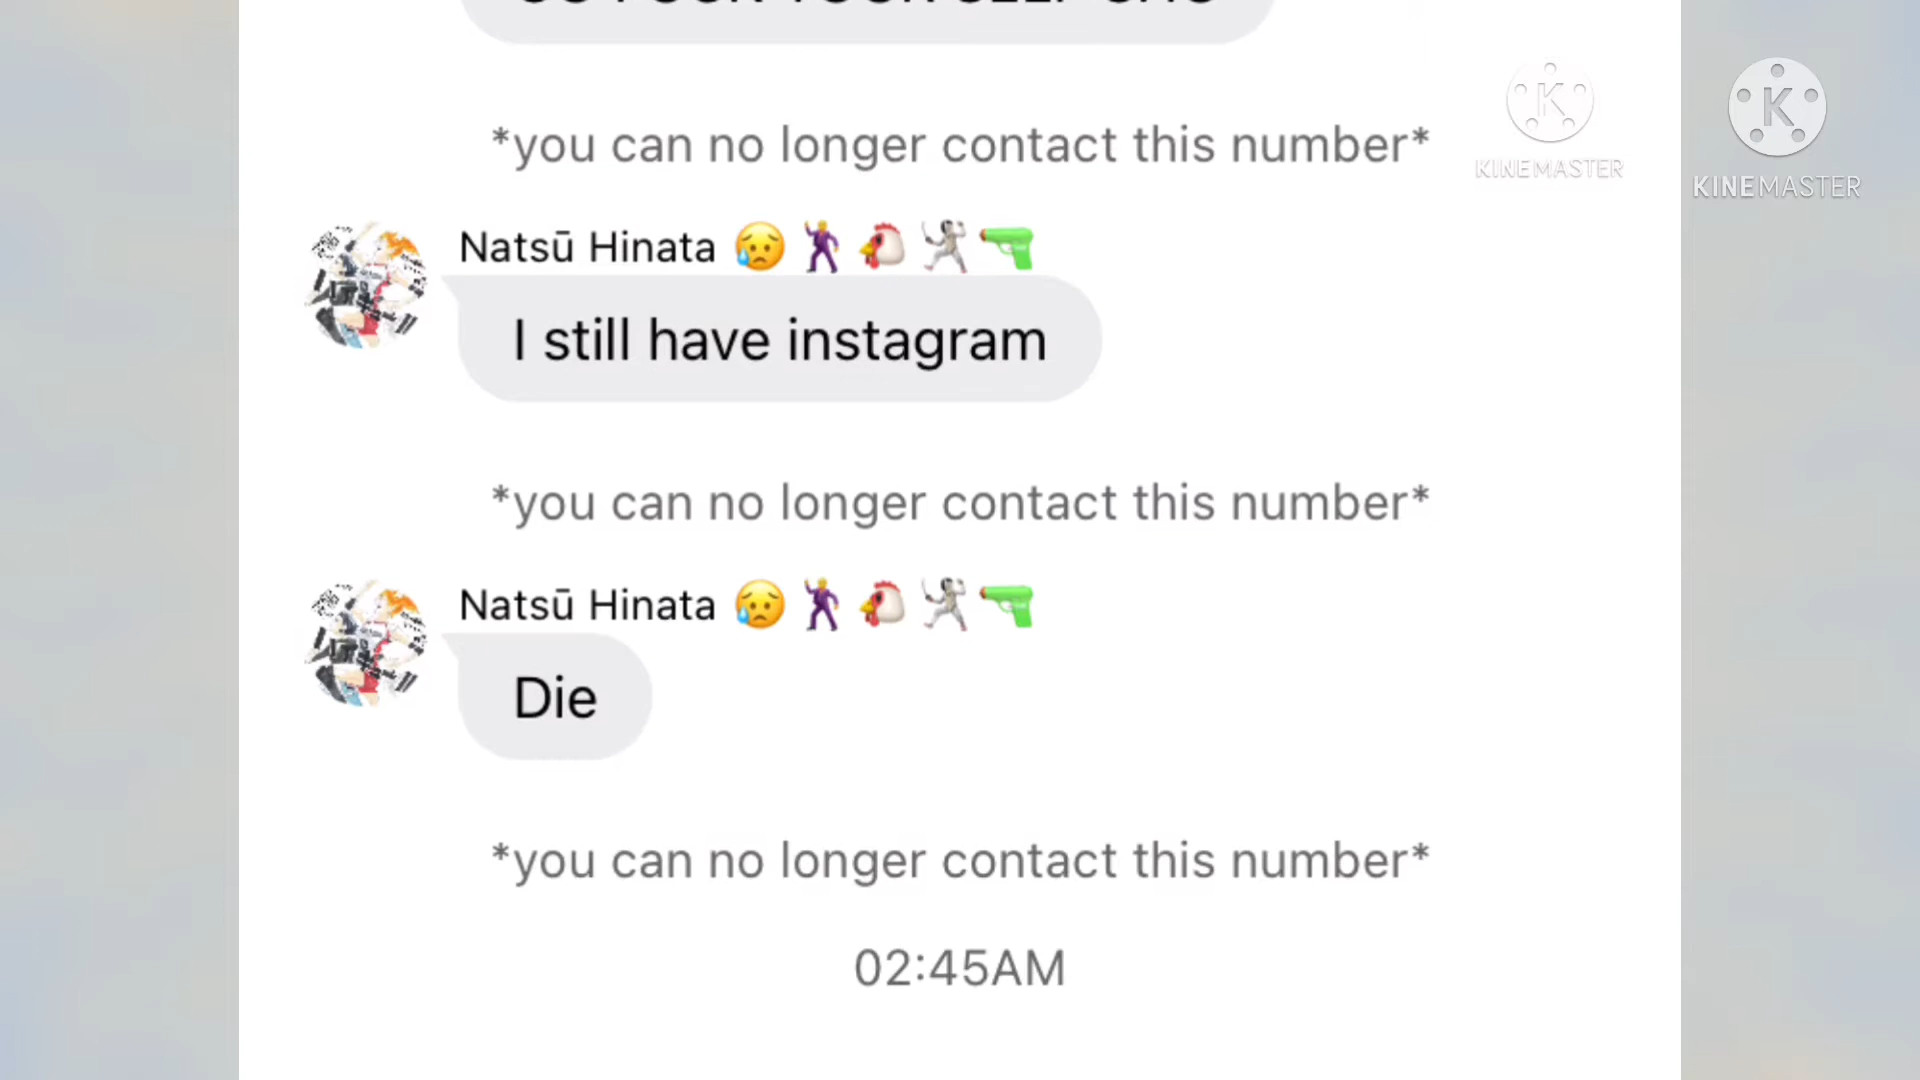 *you can no longer contact this number*
KINEMASTER
KINEMASTER
Natsū Hinata 😥🕺🐔🤺🔫
I still have instagram
*you can no longer contact this number*
Natsū Hinata 😥🕺🐔🤺🔫
Die
*you can no longer contact this number*
02:45AM